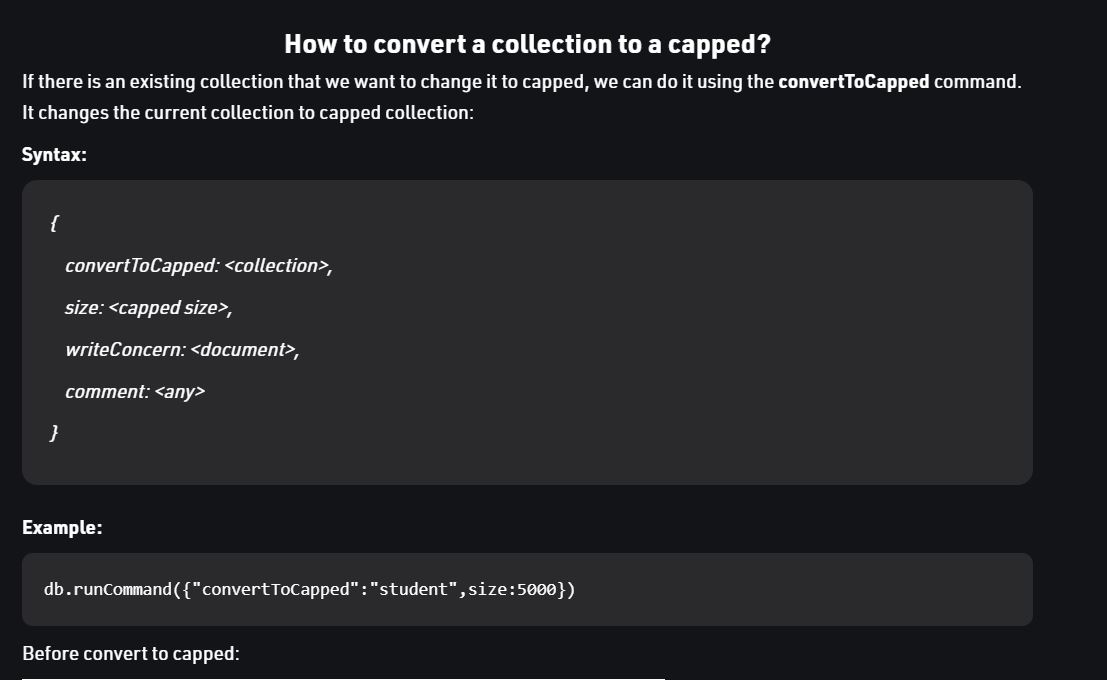 How to convert a collection to a capped?
If there is an existing collection that we want to change it to capped, we can do it using the convertToCapped command.
It changes the current collection to capped collection:
Syntax:
{
convertToCapped: <collection>,
size: <capped size>,
writeConcern: <document>,
comment: <any>
}
Example:
db.runCommand({"convertToCapped":"student",size:5000})
Before convert to capped: